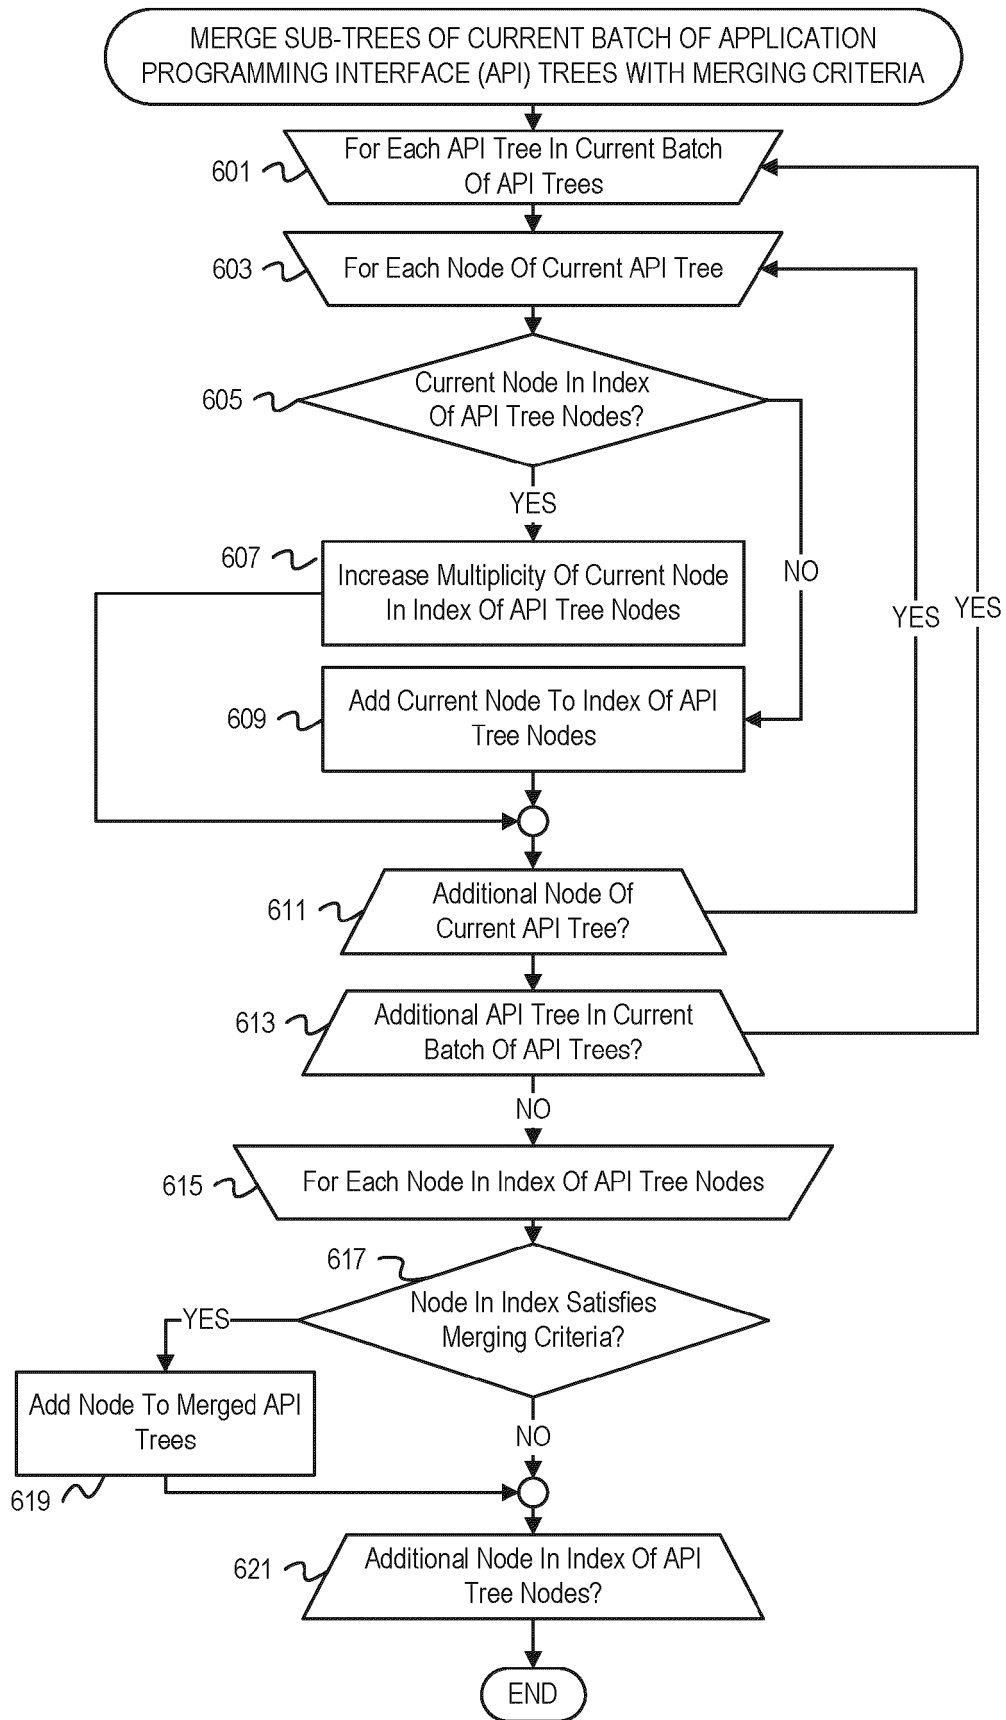 MERGE SUB-TREES OF CURRENT BATCH OF APPLICATION
PROGRAMMING INTERFACE (API) TREES WITH MERGING CRITERIA
For Each API Tree In Current Batch
Of API Trees
601
For Each Node Of Current API Tree
603
Current Node In Index
Of API Tree Nodes?
605
YES
NO
607
Increase Multiplicity Of Current Node
In Index Of API Tree Nodes
YES
YES
609
Add Current Node To Index Of API
Tree Nodes
611
Additional Node Of
Current API Tree?
613
Additional API Tree In Current
Batch Of API Trees?
NO
615
For Each Node In Index Of API Tree Nodes
617
Node In Index Satisfies
Merging Criteria?
YES
Add Node To Merged API
Trees
619
NO
621
Additional Node In Index Of API
Tree Nodes?
END